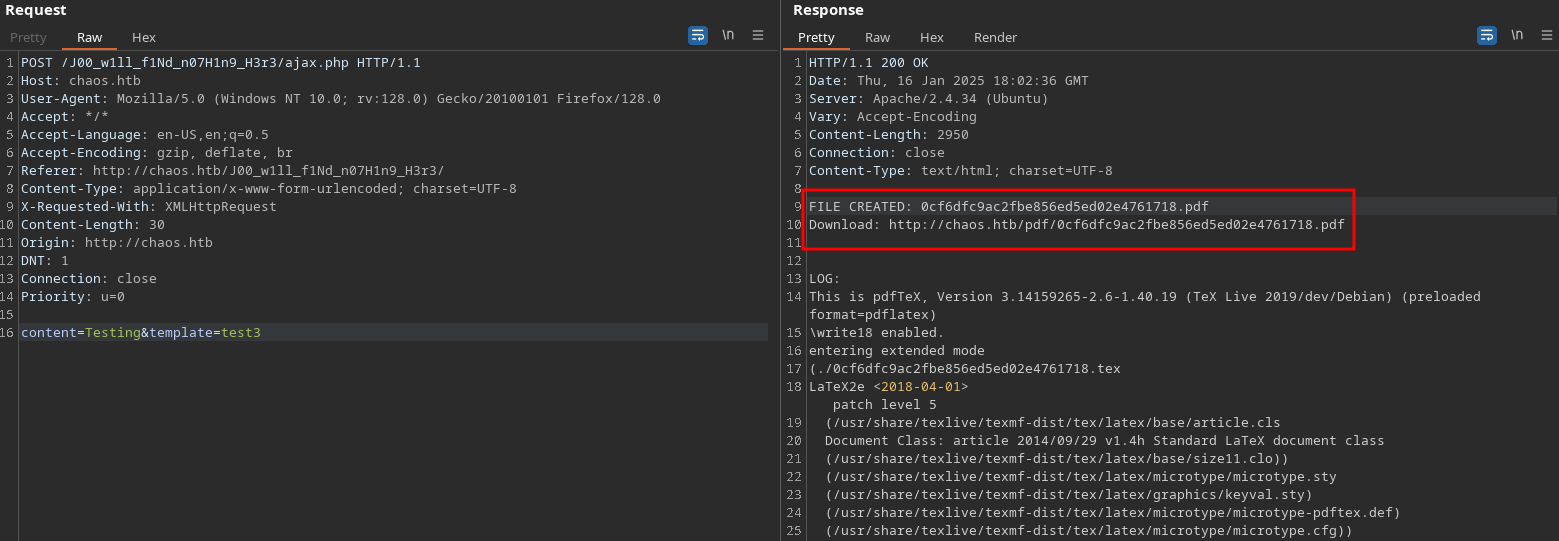 Request
Pretty Raw Hex \n
1 POST /J00_w1ll_f1Nd_n07H1n9_H3r3/ajax.php HTTP/1.1
2 Host: chaos.htb
3 User-Agent: Mozilla/5.0 (Windows NT 10.0; rv:128.0) Gecko/20100101 Firefox/128.0
4 Accept: */*
5 Accept-Language: en-US,en;q=0.5
6 Accept-Encoding: gzip, deflate, br
7 Referer: http://chaos.htb/J00_w1ll_f1Nd_n07H1n9_H3r3/
8 Content-Type: application/x-www-form-urlencoded; charset=UTF-8
9 X-Requested-With: XMLHttpRequest
10 Content-Length: 30
11 Origin: http://chaos.htb
12 DNT: 1
13 Connection: close
14 Priority: u=0
15
16 content=Testing&template=test3
Response
Pretty Raw Hex Render \n
1 HTTP/1.1 200 OK
2 Date: Thu, 16 Jan 2025 18:02:36 GMT
3 Server: Apache/2.4.34 (Ubuntu)
4 Vary: Accept-Encoding
5 Content-Length: 2950
6 Connection: close
7 Content-Type: text/html; charset=UTF-8
8
9 FILE CREATED: 0cf6dfc9ac2fbe856ed5ed02e4761718.pdf
10 Download: http://chaos.htb/pdf/0cf6dfc9ac2fbe856ed5ed02e4761718.pdf
11
12
13 LOG:
14 This is pdfTeX, Version 3.14159265-2.6-1.40.19 (TeX Live 2019/dev/Debian) (preloaded
format=pdflatex)
15 \write18 enabled.
16 entering extended mode
17 (./0cf6dfc9ac2fbe856ed5ed02e4761718.tex
18 LaTeX2e <2018-04-01>
patch level 5
19 (/usr/share/texlive/texmf-dist/tex/latex/base/article.cls
20 Document Class: article 2014/09/29 v1.4h Standard LaTeX document class
21 (/usr/share/texlive/texmf-dist/tex/latex/base/size11.clo))
22 (/usr/share/texlive/texmf-dist/tex/latex/microtype/microtype.sty
23 (/usr/share/texlive/texmf-dist/tex/latex/graphics/keyval.sty)
24 (/usr/share/texlive/texmf-dist/tex/latex/microtype/microtype-pdftex.def)
25 (/usr/share/texlive/texmf-dist/tex/latex/microtype/microtype.cfg))